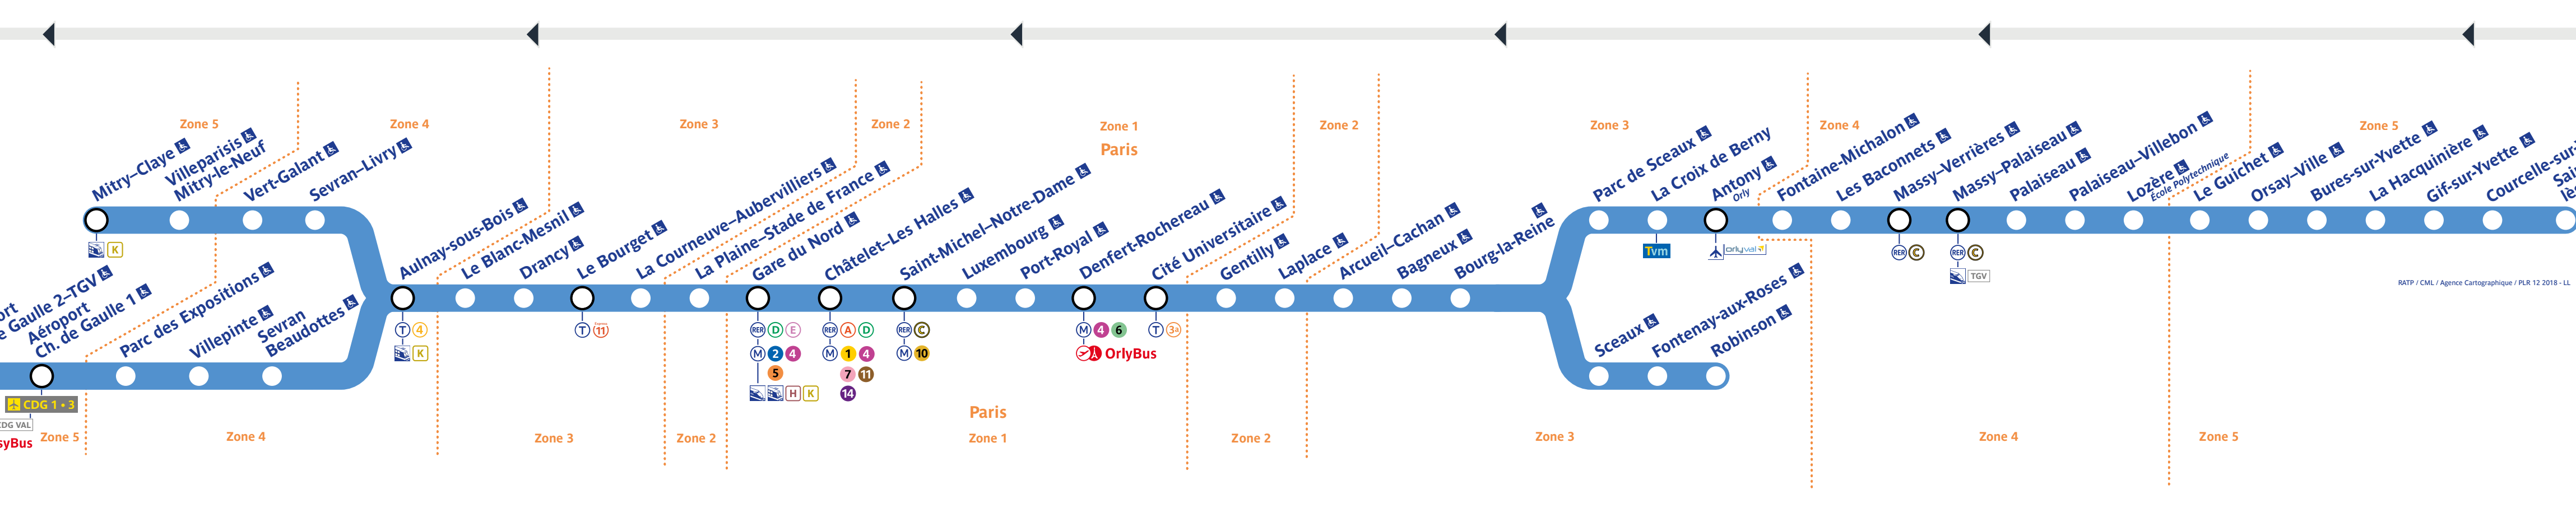 Zone 5
Zone 4
Zone 3
Zone 2
Zone 1
Paris
Zone 2
Zone 3
Zone 4
Zone 5
Mitry–Claye
Villeparisis
Mitry-le-Neuf
Vert-Galant
Sevran–Livry
K
Gaulle 2–TGV
Aéroport
Ch. de Gaulle 1
Parc des Expositions
Villepinte
Sevran
Beaudottes
CDG 1 • 3
CDG VAL
Aulnay-sous-Bois
T 4
K
Le Blanc-Mesnil
Drancy
Le Bourget
T 11
La Courneuve–Aubervilliers
La Plaine–Stade de France
Gare du Nord
RER D E
M 2 4
5
H K
Châtelet–Les Halles
RER A D
M 1 4
7 11
14
Saint-Michel–Notre-Dame
RER C
M 10
Luxembourg
Port-Royal
Denfert-Rochereau
M 4 6
OrlyBus
Cité Universitaire
T 3a
Gentilly
Laplace
Arcueil–Cachan
Bagneux
Bourg-la-Reine
Parc de Sceaux
La Croix de Berny
Tvm
Antony
Orly
orlyval
Fontaine-Michalon
Les Baconnets
Massy–Verrières
RER C
Massy–Palaiseau
RER C
TGV
Palaiseau
Palaiseau–Villebon
Lozère
École Polytechnique
Le Guichet
Orsay–Ville
Bures-sur-Yvette
La Hacquinière
Gif-sur-Yvette
Courcelle-sur-
Sceaux
Fontenay-aux-Roses
Robinson
RATP / CML / Agence Cartographique / PLR 12 2018 - LL
Zone 5
Zone 4
Zone 3
Zone 2
Paris
Zone 1
Zone 2
Zone 3
Zone 4
Zone 5